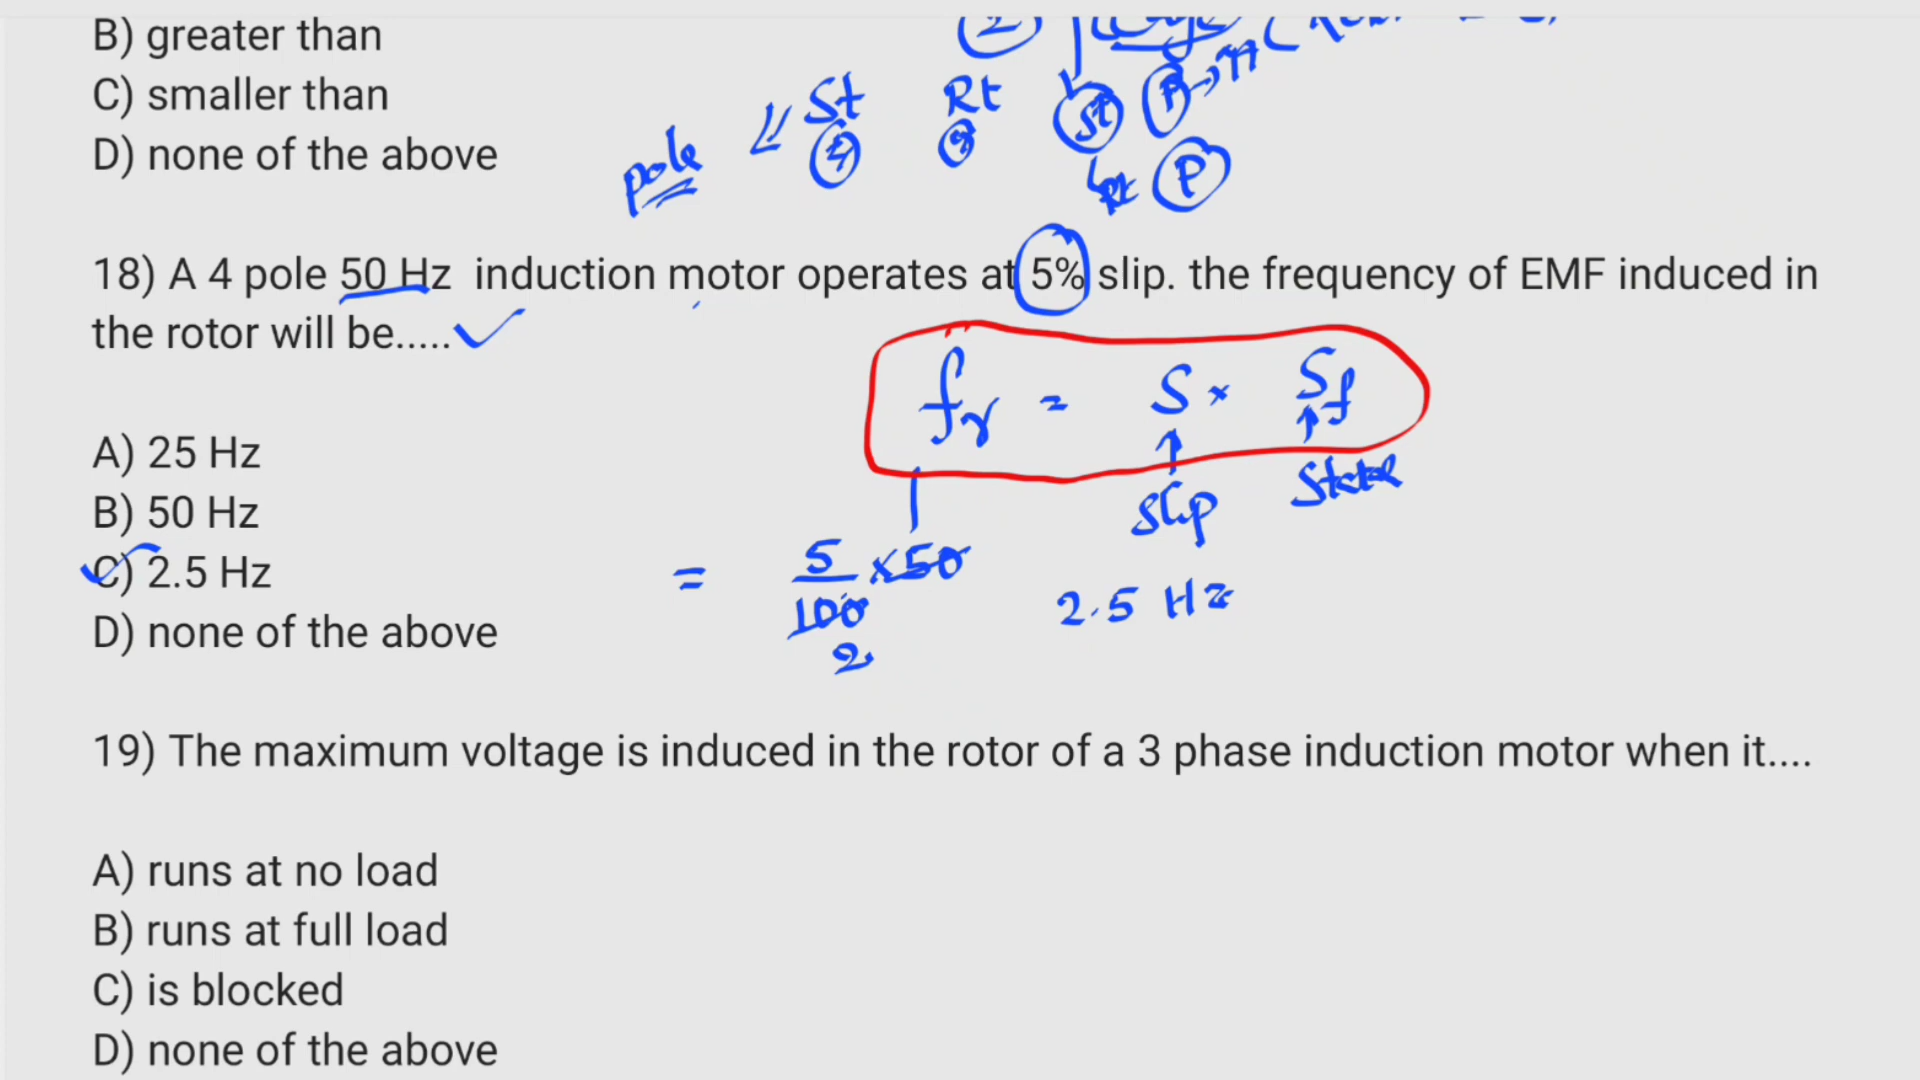 B) greater than
C) smaller than
D) none of the above
St Rt St P → m
pole 4 P
18) A 4 pole 50 Hz induction motor operates at 5% slip. the frequency of EMF induced in
the rotor will be.....
fr = S × Sf
slip
A) 25 Hz
B) 50 Hz
C) 2.5 Hz
D) none of the above
= 5/100 × 50 2.5 Hz
2
19) The maximum voltage is induced in the rotor of a 3 phase induction motor when it....
A) runs at no load
B) runs at full load
C) is blocked
D) none of the above